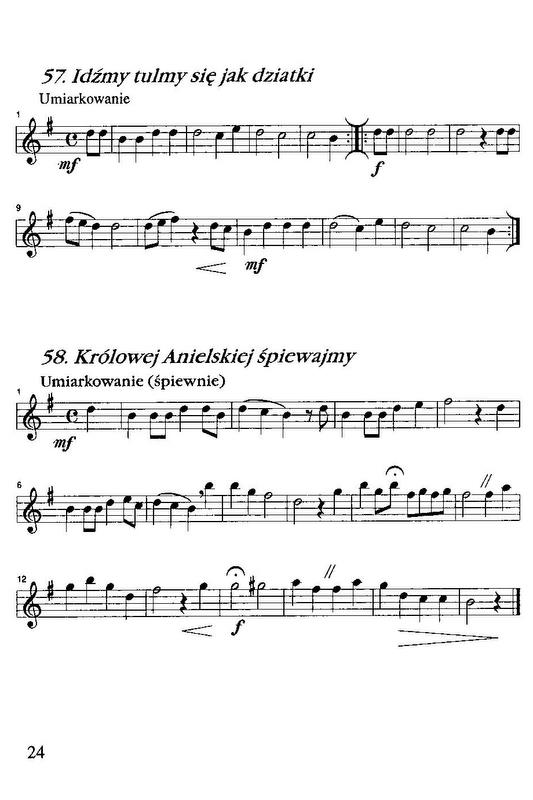 57. Idźmy tulmy się jak dziatki
Umiarkowanie
1
mf
f
9
mf
58. Królowej Anielskiej śpiewajmy
Umiarkowanie (śpiewnie)
1
mf
6
12
f
24